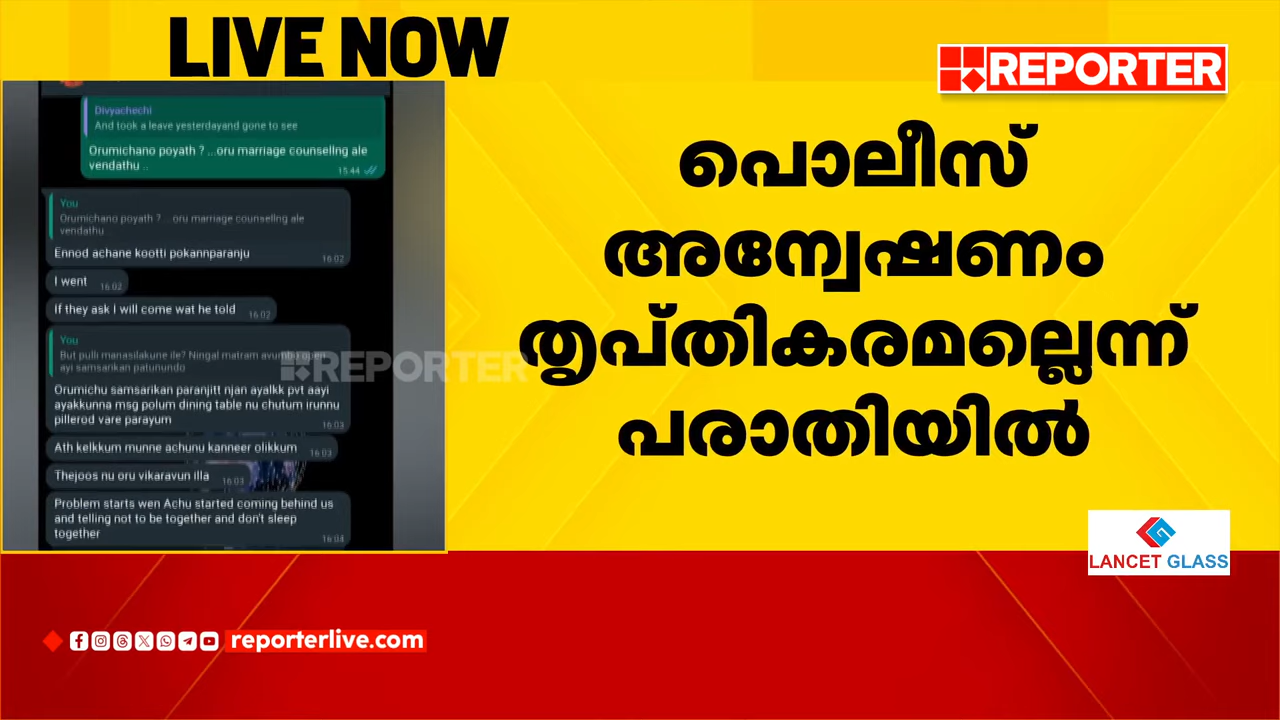 LIVE NOW
REPORTER
Divyachechi
And took a leave yesterdayand gone to see
Orumichano poyath ? ...oru marriage counsellng ale
vendathu ..
15:44
You
Orumichano poyath ? ...oru marriage counsellng ale
vendathu
Ennod achane kootti pokannparanju
16:02
I went
16:02
If they ask I will come wat he told
16:02
You
But pulli manasilakune ile? Ningal matram avumbo open
ayi samsarikan patunundo
Orumichu samsarikan paranjitt njan ayalkk pvt aayi
ayakkunna msg polum dining table nu chutum irunnu
pillerod vare parayum
16:03
Ath kelkkum munne achunu kanneer olikkum
16:03
Thejoos nu oru vikaravun illa
16:03
Problem starts wen Achu started coming behind us
and telling not to be together and don't sleep
together
16:04
REPORTER
പൊലീസ്
അന്വേഷണം
തൃപ്തികരമല്ലെന്ന്
പരാതിയിൽ
LANCET GLASS
reporterlive.com